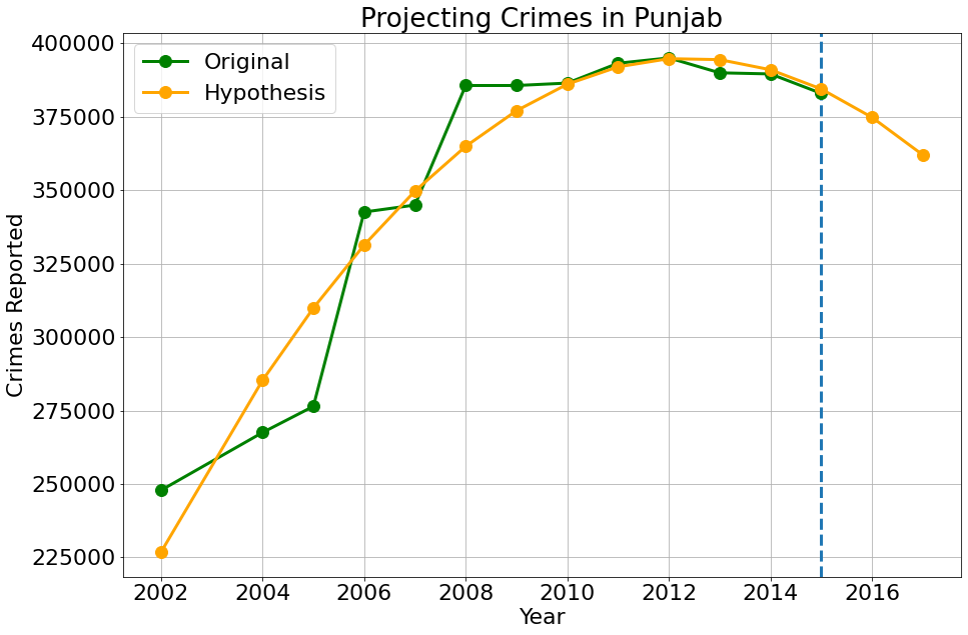 Projecting Crimes in Punjab
Original
Hypothesis
Crimes Reported
400000
375000
350000
325000
300000
275000
250000
225000
2002 2004 2006 2008 2010 2012 2014 2016
Year